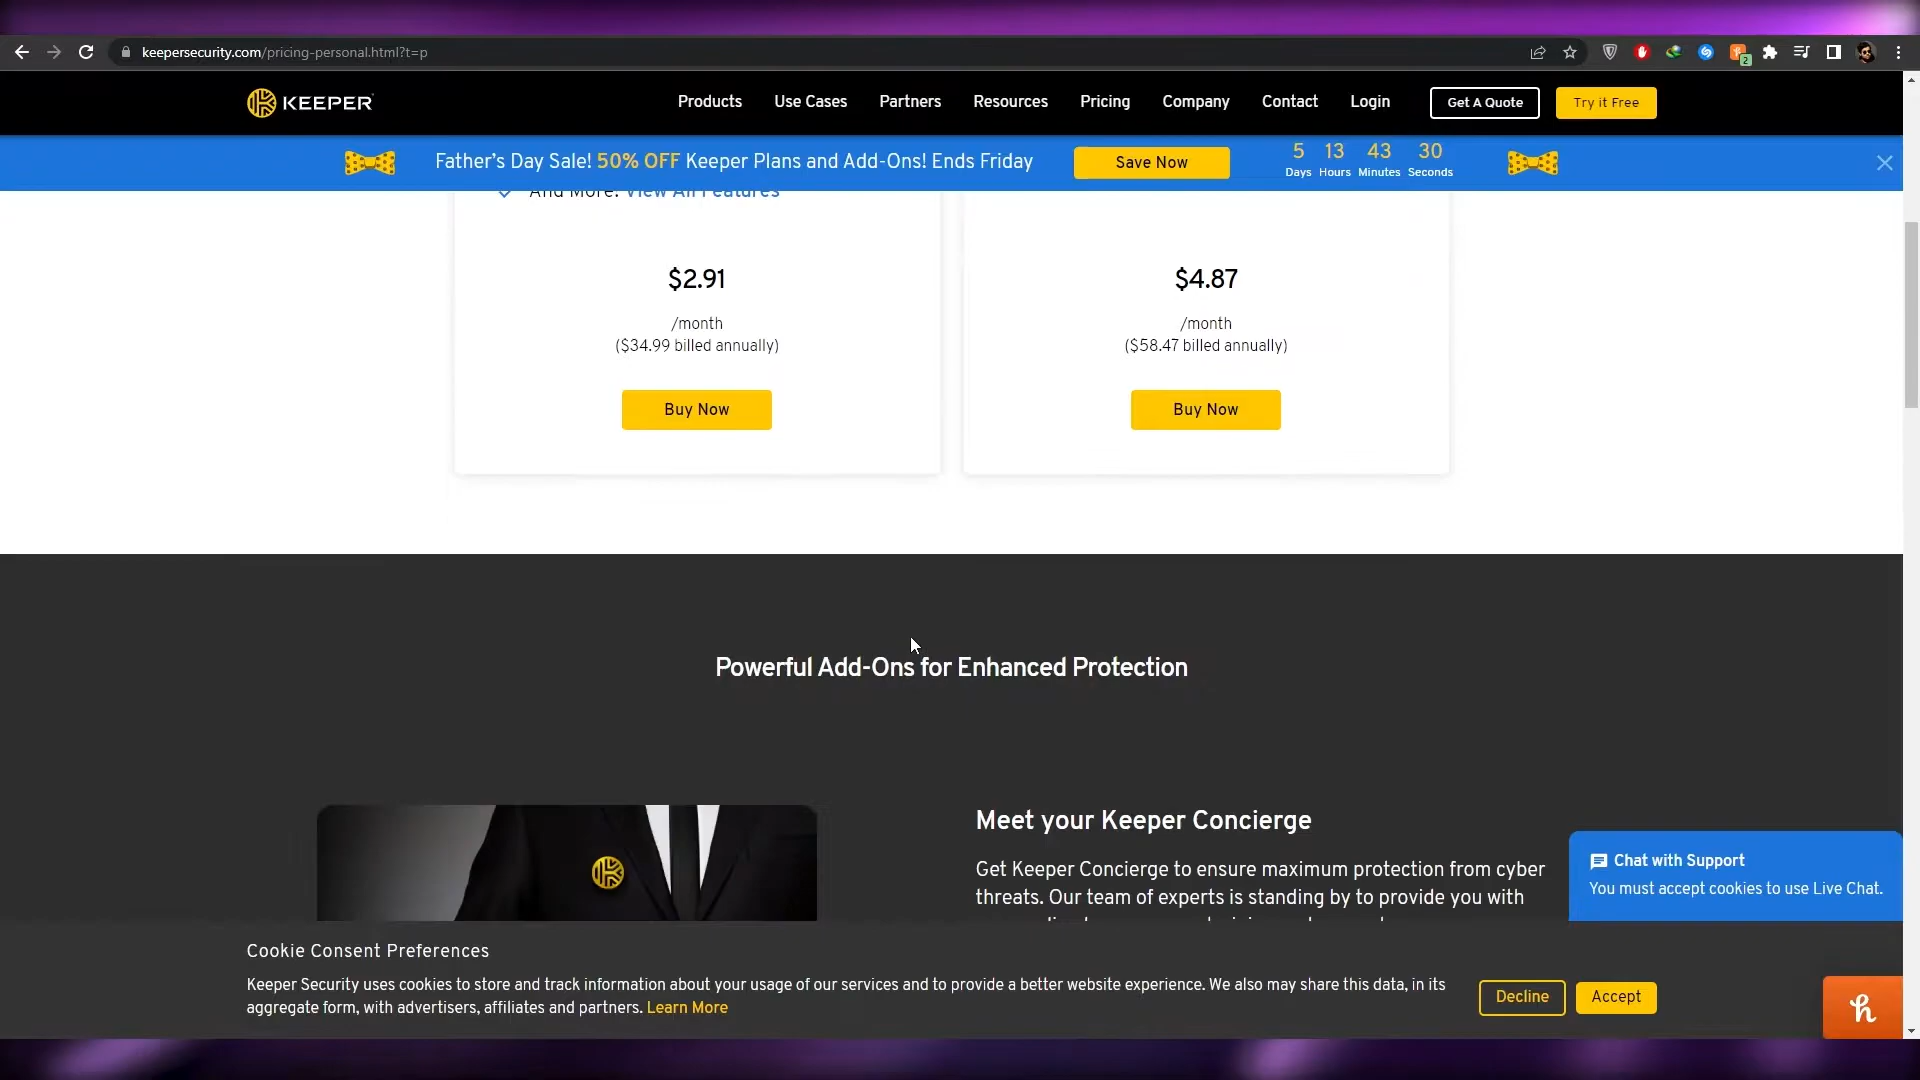 keepersecurity.com/pricing-personal.html?t=p
2
KEEPER
Products Use Cases Partners Resources Pricing Company Contact Login Get A Quote Try it Free
Father's Day Sale! 50% OFF Keeper Plans and Add-Ons! Ends Friday
Save Now
5 13 43 30
Days Hours Minutes Seconds
And More! View All Features
$2.91
/month
($34.99 billed annually)
Buy Now
$4.87
/month
($58.47 billed annually)
Buy Now
Powerful Add-Ons for Enhanced Protection
Meet your Keeper Concierge
Get Keeper Concierge to ensure maximum protection from cyber
threats. Our team of experts is standing by to provide you with
Chat with Support
You must accept cookies to use Live Chat.
Cookie Consent Preferences
Keeper Security uses cookies to store and track information about your usage of our services and to provide a better website experience. We also may share this data, in its
aggregate form, with advertisers, affiliates and partners. Learn More
Decline
Accept
h